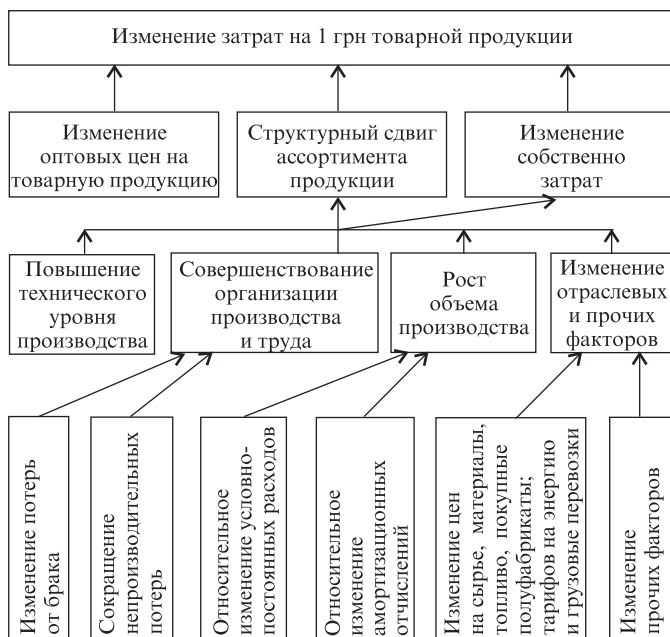 Изменение затрат на 1 грн товарной продукции
Изменение
оптовых цен на
товарную продукцию
Структурный сдвиг
ассортимента
продукции
Изменение
собственно
затрат
Повышение
технического
уровня
производства
Совершенствование
организации
производства
и труда
Рост
объема
производства
Изменение
отраслевых
и прочих
факторов
Изменение потерь
от брака
Сокращение
непроизводительных
потерь
Относительное
изменение условно-
постоянных расходов
Относительное
изменение
амортизационных
отчислений
Изменение цен
на сырье, материалы,
топливо, покупные
полуфабрикаты;
тарифов на энергию
и грузовые перевозки
Изменение
прочих факторов